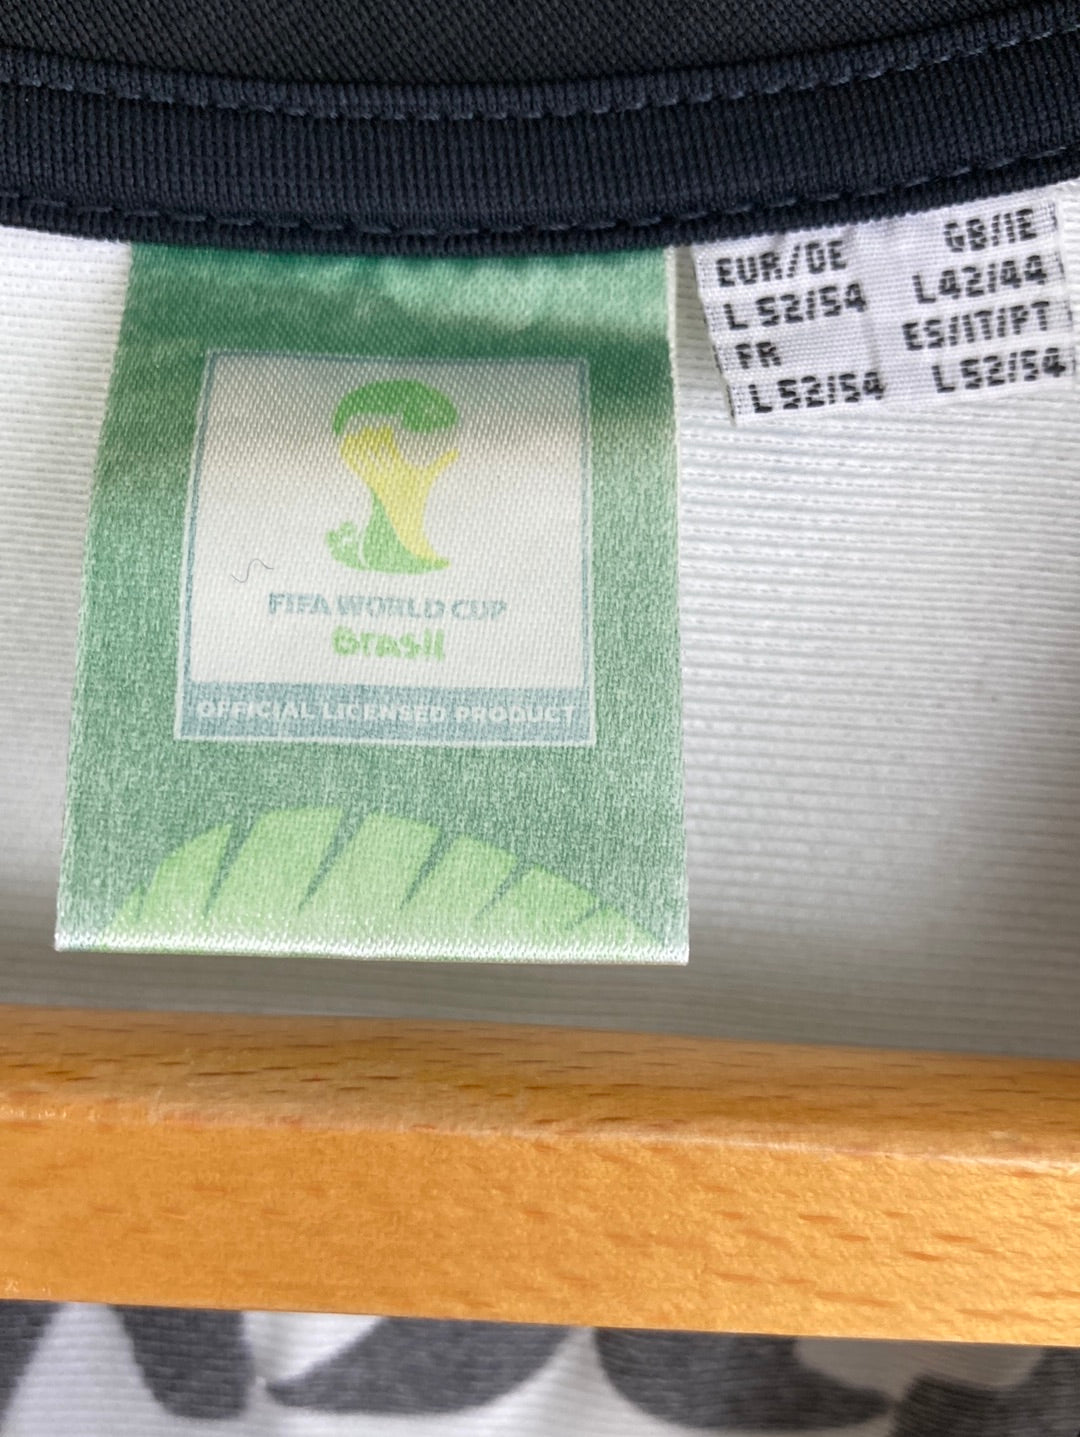 FIFA WORLD CUP
Brasil
OFFICIAL LICENSED PRODUCT
EUR/DE GB/IE
L 52/54 L42/44
FR ES/IT/PT
L 52/54 L 52/54